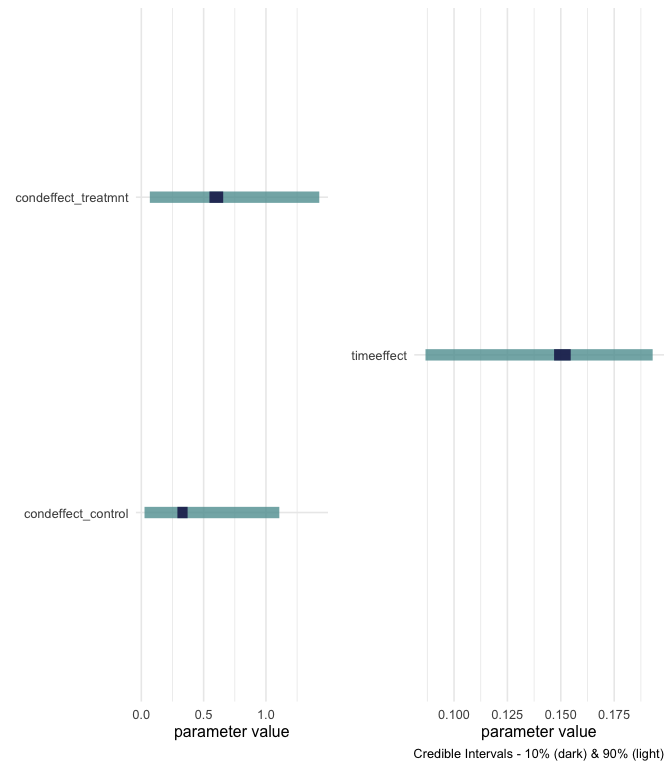 condeffect_treatmnt
timeeffect
condeffect_control
0.0 0.5 1.0
parameter value
0.100 0.125 0.150 0.175
parameter value
Credible Intervals - 10% (dark) & 90% (light)